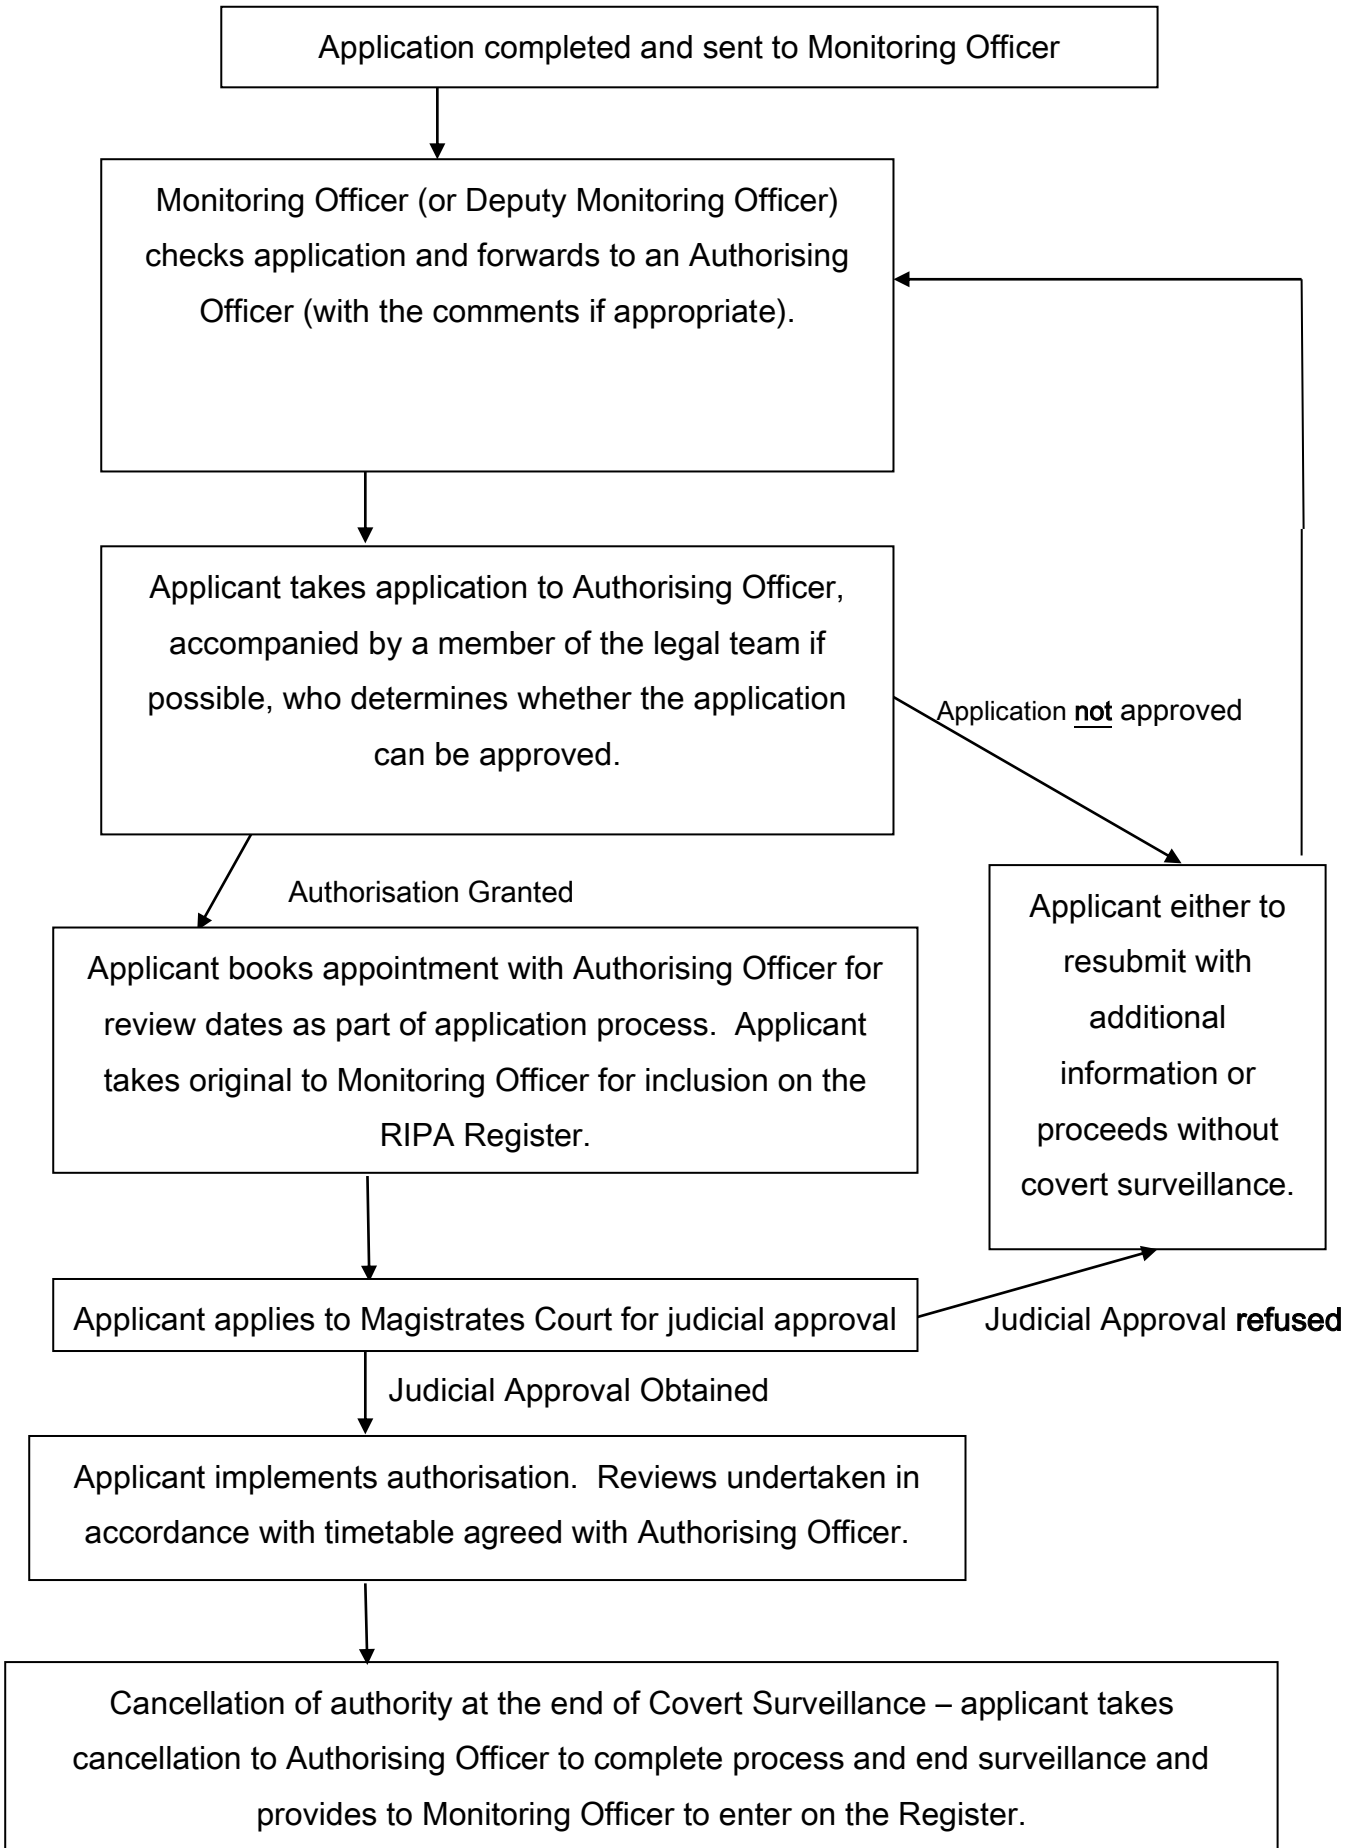 Application completed and sent to Monitoring Officer
Monitoring Officer (or Deputy Monitoring Officer)
checks application and forwards to an Authorising
Officer (with the comments if appropriate).
Applicant takes application to Authorising Officer,
accompanied by a member of the legal team if
possible, who determines whether the application
can be approved.
Application not approved
Authorisation Granted
Applicant either to
resubmit with
additional
information or
proceeds without
covert surveillance.
Applicant books appointment with Authorising Officer for
review dates as part of application process.  Applicant
takes original to Monitoring Officer for inclusion on the
RIPA Register.
Applicant applies to Magistrates Court for judicial approval
Judicial Approval refused
Judicial Approval Obtained
Applicant implements authorisation.  Reviews undertaken in
accordance with timetable agreed with Authorising Officer.
Cancellation of authority at the end of Covert Surveillance – applicant takes
cancellation to Authorising Officer to complete process and end surveillance and
provides to Monitoring Officer to enter on the Register.